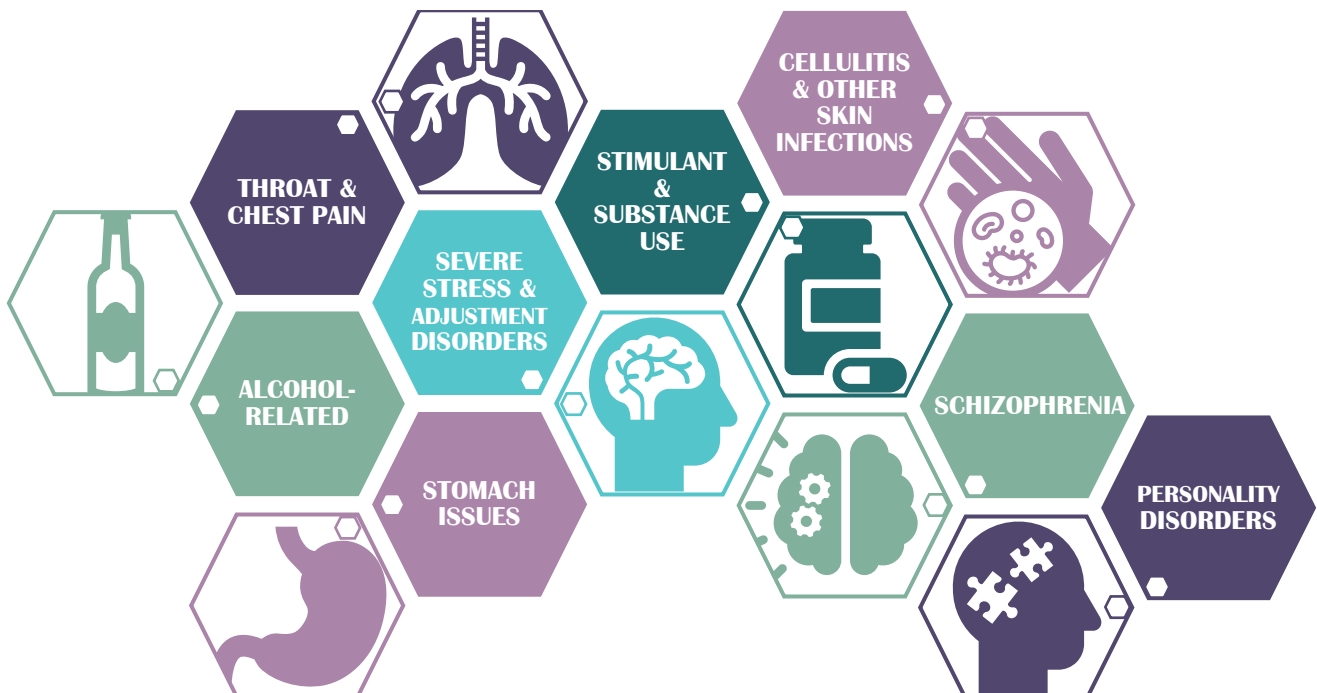 CELLULITIS
& OTHER
SKIN
INFECTIONS
THROAT &
CHEST PAIN
STIMULANT
&
SUBSTANCE
USE
SEVERE
STRESS &
ADJUSTMENT
DISORDERS
ALCOHOL-
RELATED
SCHIZOPHRENIA
STOMACH
ISSUES
PERSONALITY
DISORDERS